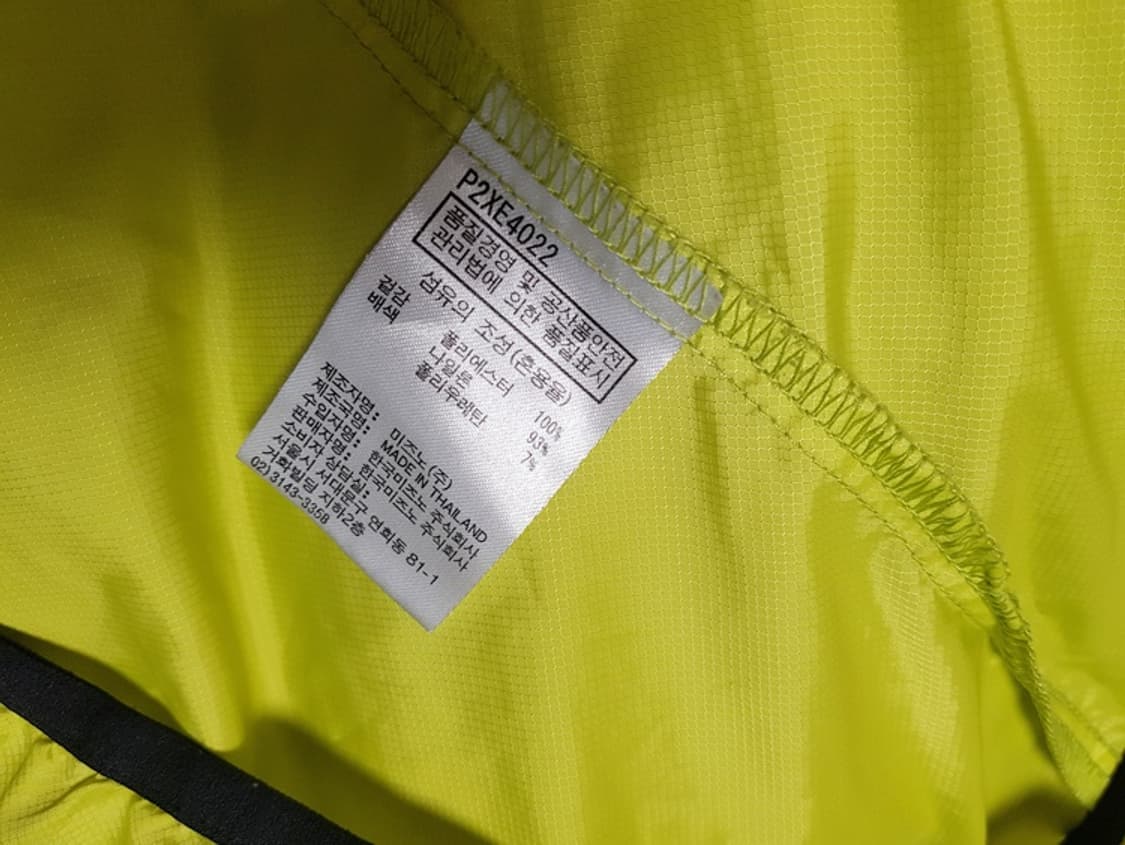 P2XE4022
품질경영 및 공산품안전
관리법에 의한 품질표시
섬유의 조성(혼용율)
겉감 폴리에스터 100%
배색 나일론 93%
폴리우레탄 7%
제조자명: 미즈노(주)
제조국명: MADE IN THAILAND
수입자명: 한국미즈노 주식회사
판매자명: 한국미즈노 주식회사
소비자 상담실:
서울시 서대문구 연희동 81-1
거화빌딩 지하2층
02)3143-3358